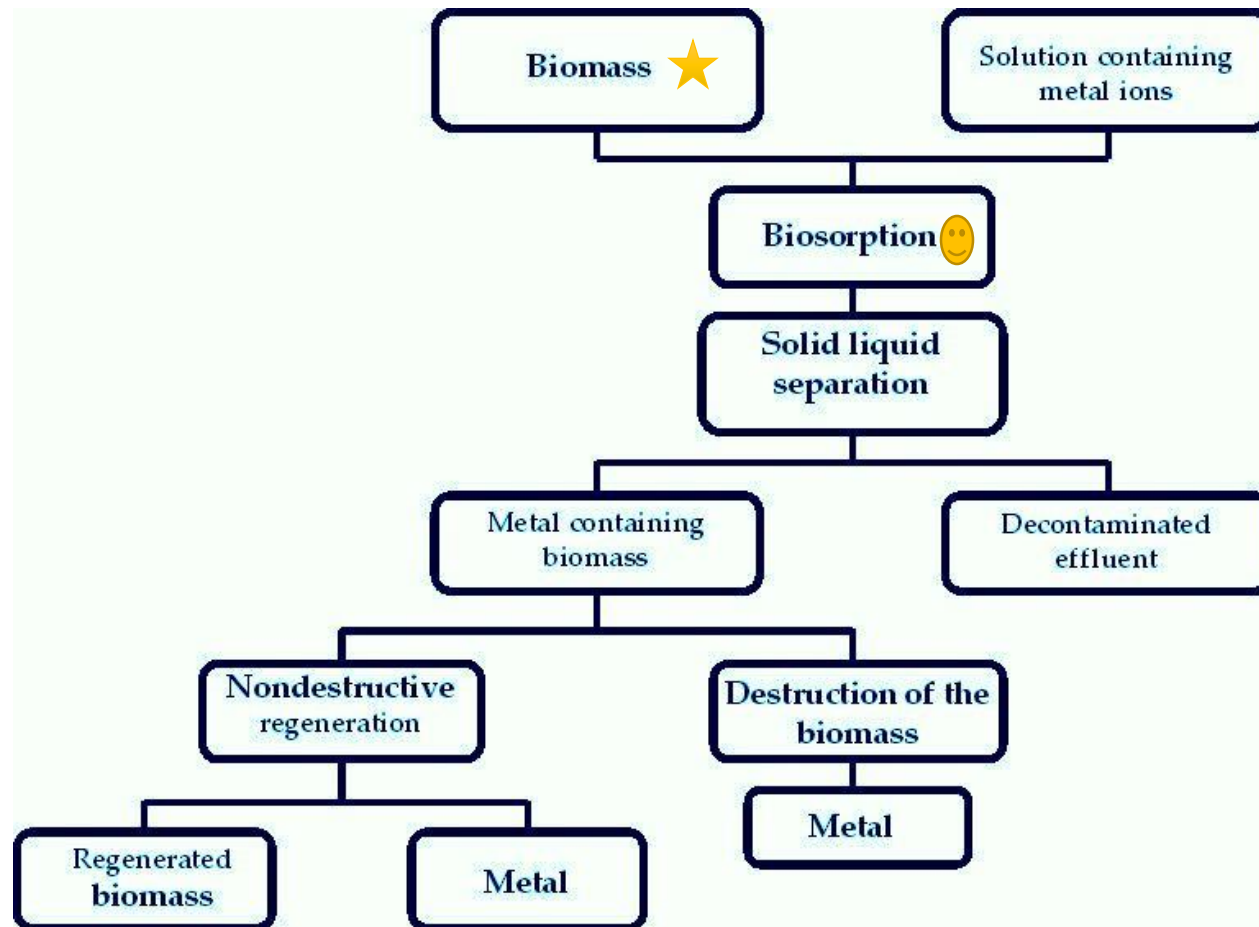 Biomass
Solution containing
metal ions
Biosorption
Solid liquid
separation
Metal containing
biomass
Decontaminated
effluent
Nondestructive
regeneration
Destruction of the
biomass
Regenerated
biomass
Metal
Metal